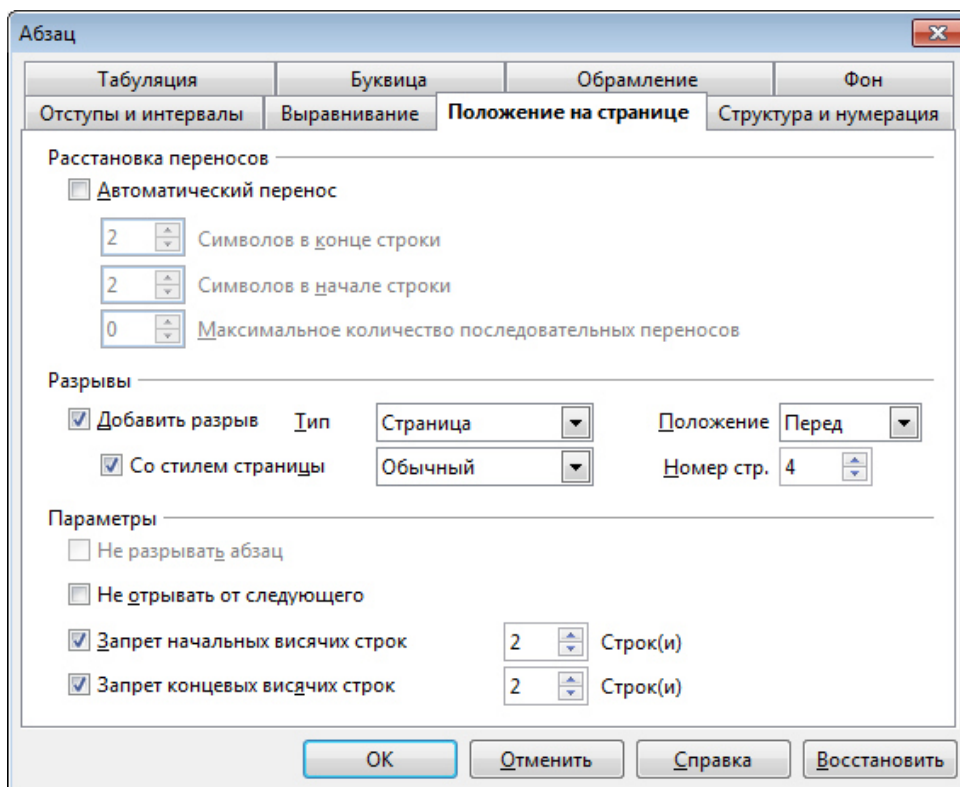 Абзац
Табуляция Буквица Обрамление Фон
Отступы и интервалы Выравнивание Положение на странице Структура и нумерация
Расстановка переносов
Автоматический перенос
2 Символов в конце строки
2 Символов в начале строки
0 Максимальное количество последовательных переносов
Разрывы
Добавить разрыв Тип Страница Положение Перед
Со стилем страницы Обычный Номер стр. 4
Параметры
Не разрывать абзац
Не отрывать от следующего
Запрет начальных висячих строк 2 Строк(и)
Запрет концевых висячих строк 2 Строк(и)
OK Отменить Справка Восстановить